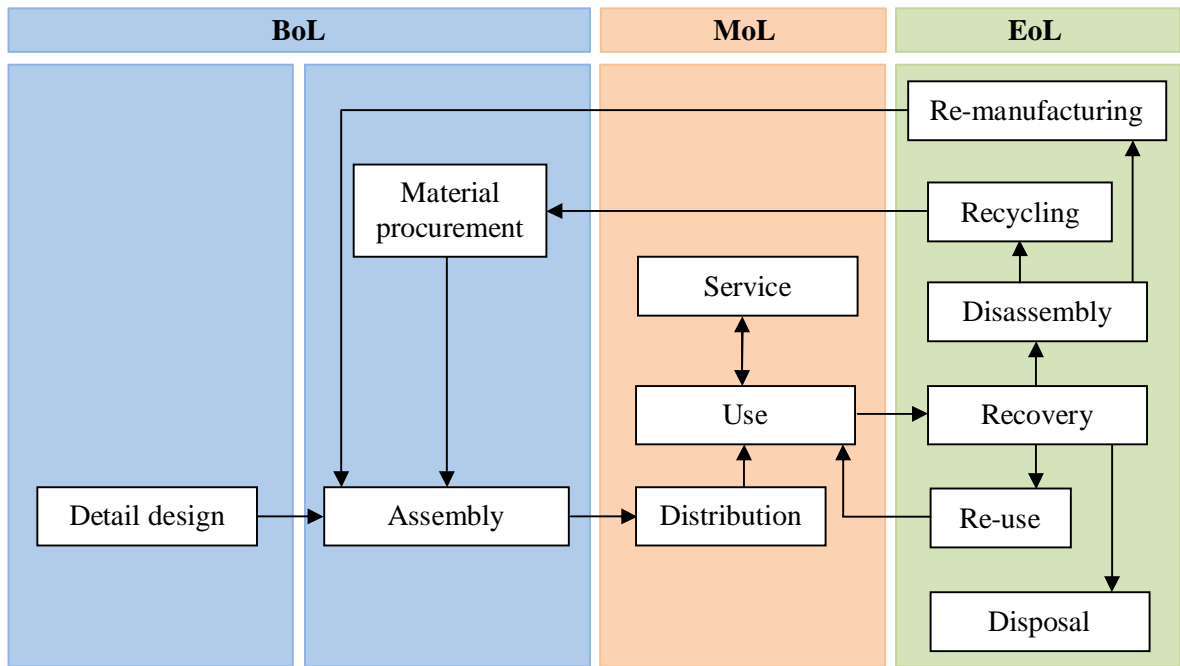 BoL
MoL
EoL
Re-manufacturing
Material
procurement
Recycling
Service
Disassembly
Use
Recovery
Detail design
Assembly
Distribution
Re-use
Disposal